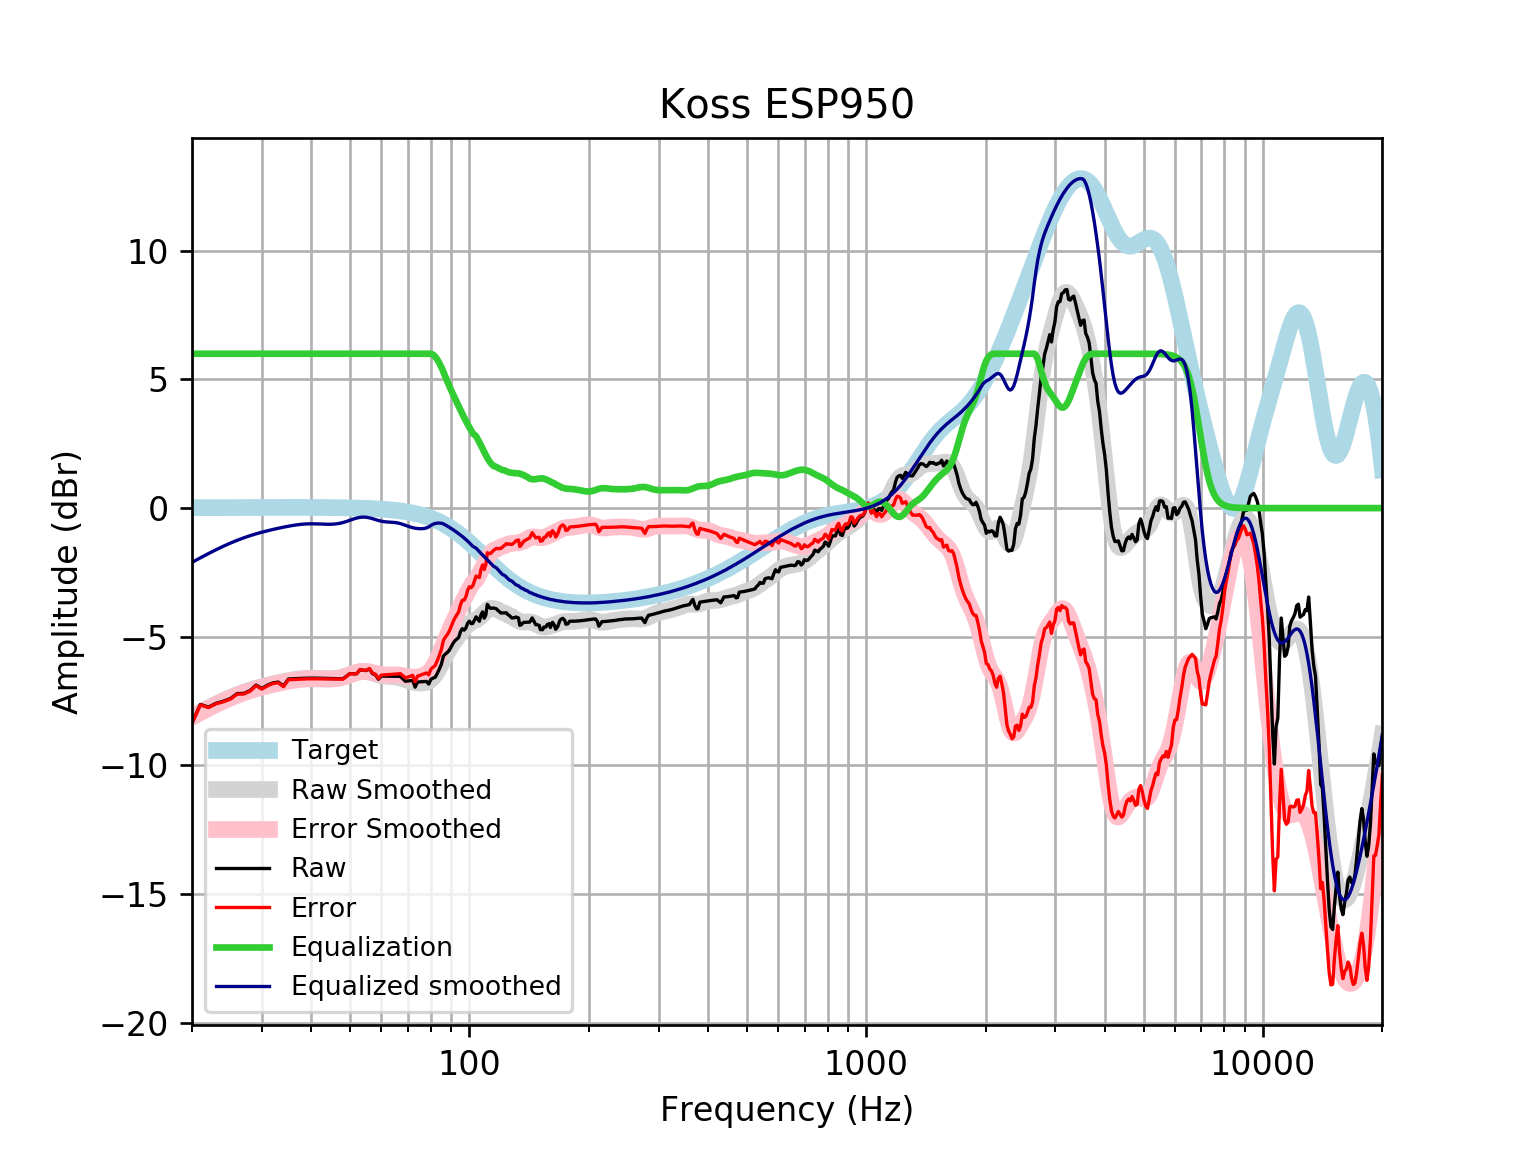 Koss ESP950
Amplitude (dBr)
10
5
0
−5
−10
−15
−20
Target
Raw Smoothed
Error Smoothed
Raw
Error
Equalization
Equalized smoothed
100
1000
10000
Frequency (Hz)